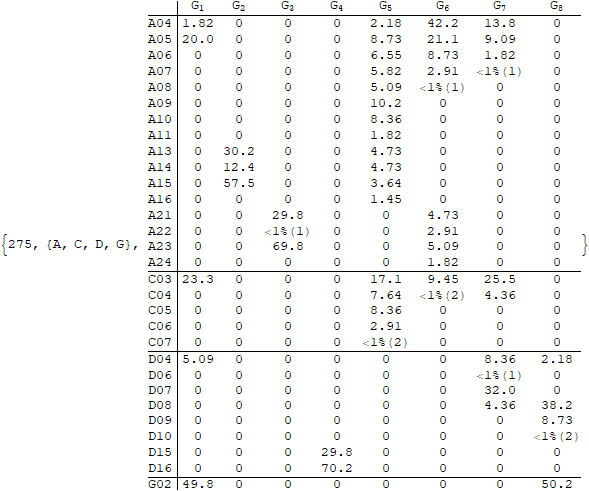 G1 G2 G3 G4 G5 G6 G7 G8
A04 1.82 0 0 0 2.18 42.2 13.8 0
A05 20.0 0 0 0 8.73 21.1 9.09 0
A06 0 0 0 0 6.55 8.73 1.82 0
A07 0 0 0 0 5.82 2.91 <1%(1) 0
A08 0 0 0 0 5.09 <1%(1) 0 0
A09 0 0 0 0 10.2 0 0 0
A10 0 0 0 0 8.36 0 0 0
A11 0 0 0 0 1.82 0 0 0
A13 0 30.2 0 0 4.73 0 0 0
A14 0 12.4 0 0 4.73 0 0 0
A15 0 57.5 0 0 3.64 0 0 0
A16 0 0 0 0 1.45 0 0 0
A21 0 0 29.8 0 0 4.73 0 0
A22 0 0 <1%(1) 0 0 2.91 0 0
{275, {A, C, D, G}, A23 0 0 69.8 0 0 5.09 0 0 }
A24 0 0 0 0 0 1.82 0 0
C03 23.3 0 0 0 17.1 9.45 25.5 0
C04 0 0 0 0 7.64 <1%(2) 4.36 0
C05 0 0 0 0 8.36 0 0 0
C06 0 0 0 0 2.91 0 0 0
C07 0 0 0 0 <1%(2) 0 0 0
D04 5.09 0 0 0 0 0 8.36 2.18
D06 0 0 0 0 0 0 <1%(1) 0
D07 0 0 0 0 0 0 32.0 0
D08 0 0 0 0 0 0 4.36 38.2
D09 0 0 0 0 0 0 0 8.73
D10 0 0 0 0 0 0 0 <1%(2)
D15 0 0 0 29.8 0 0 0 0
D16 0 0 0 70.2 0 0 0 0
G02 49.8 0 0 0 0 0 0 50.2